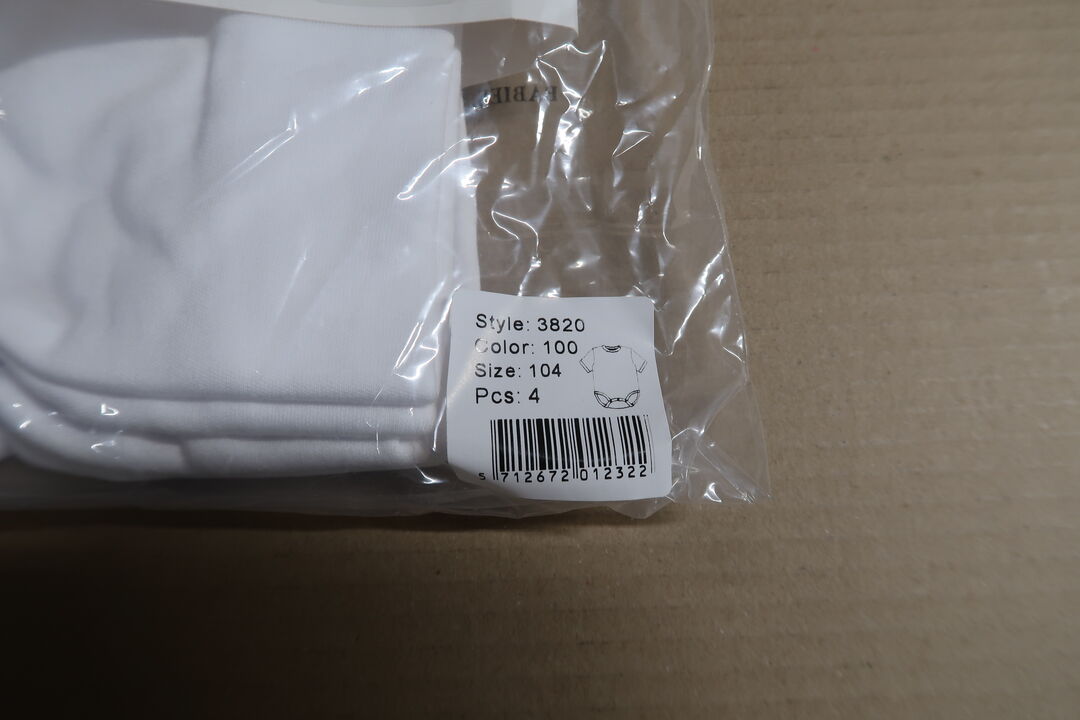 Style: 3820
Color: 100
Size: 104
Pcs: 4
5 712672 012322